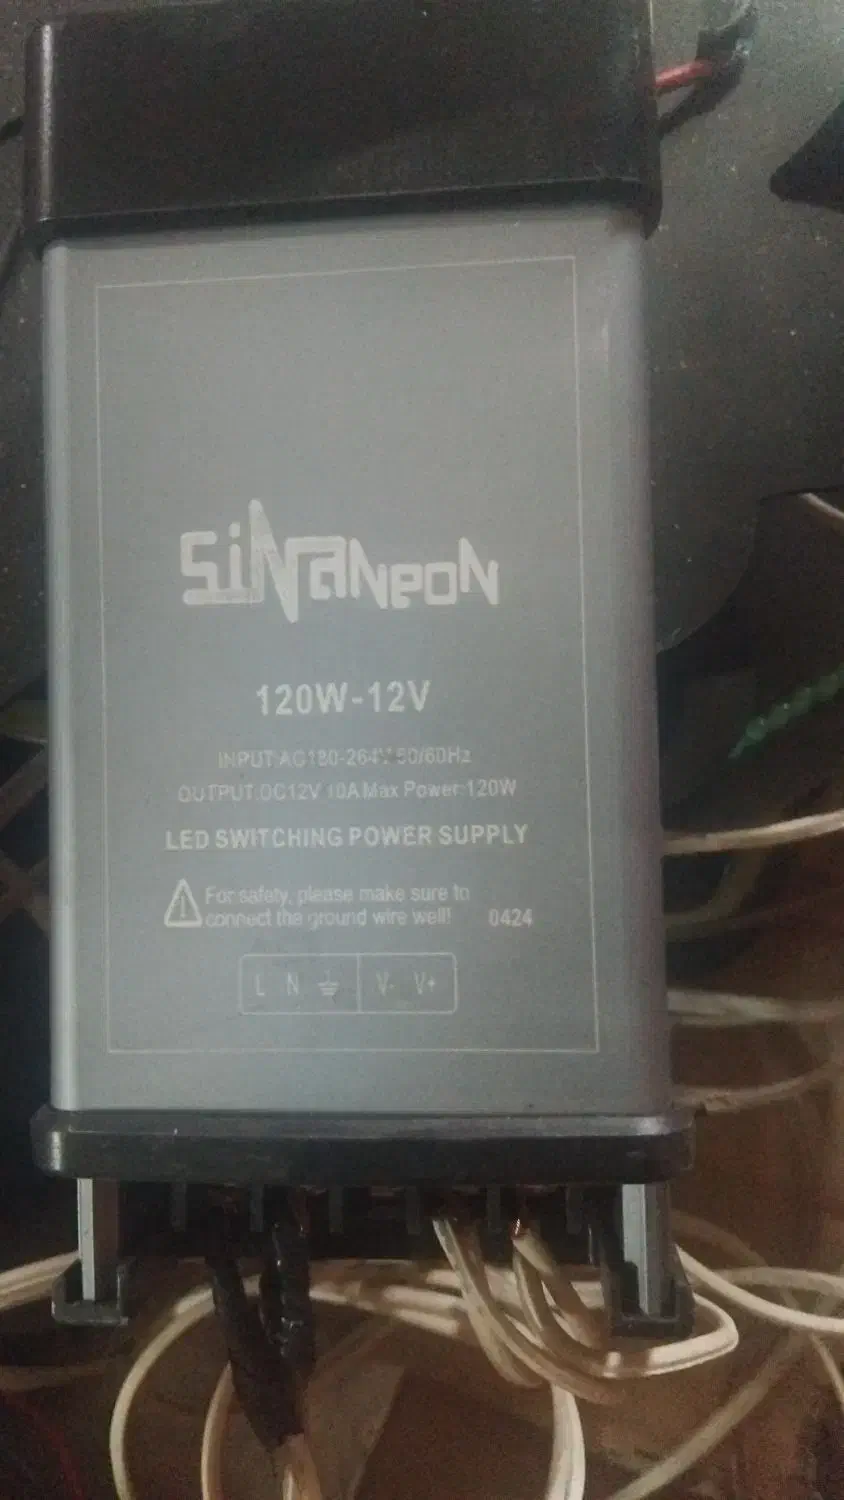 SiNaNeoN
120W-12V
INPUT:AC180-264V 50/60Hz
OUTPUT:DC12V 10A Max Power:120W
LED SWITCHING POWER SUPPLY
For safety, please make sure to
connect the ground wire well! 0424
L N V- V+